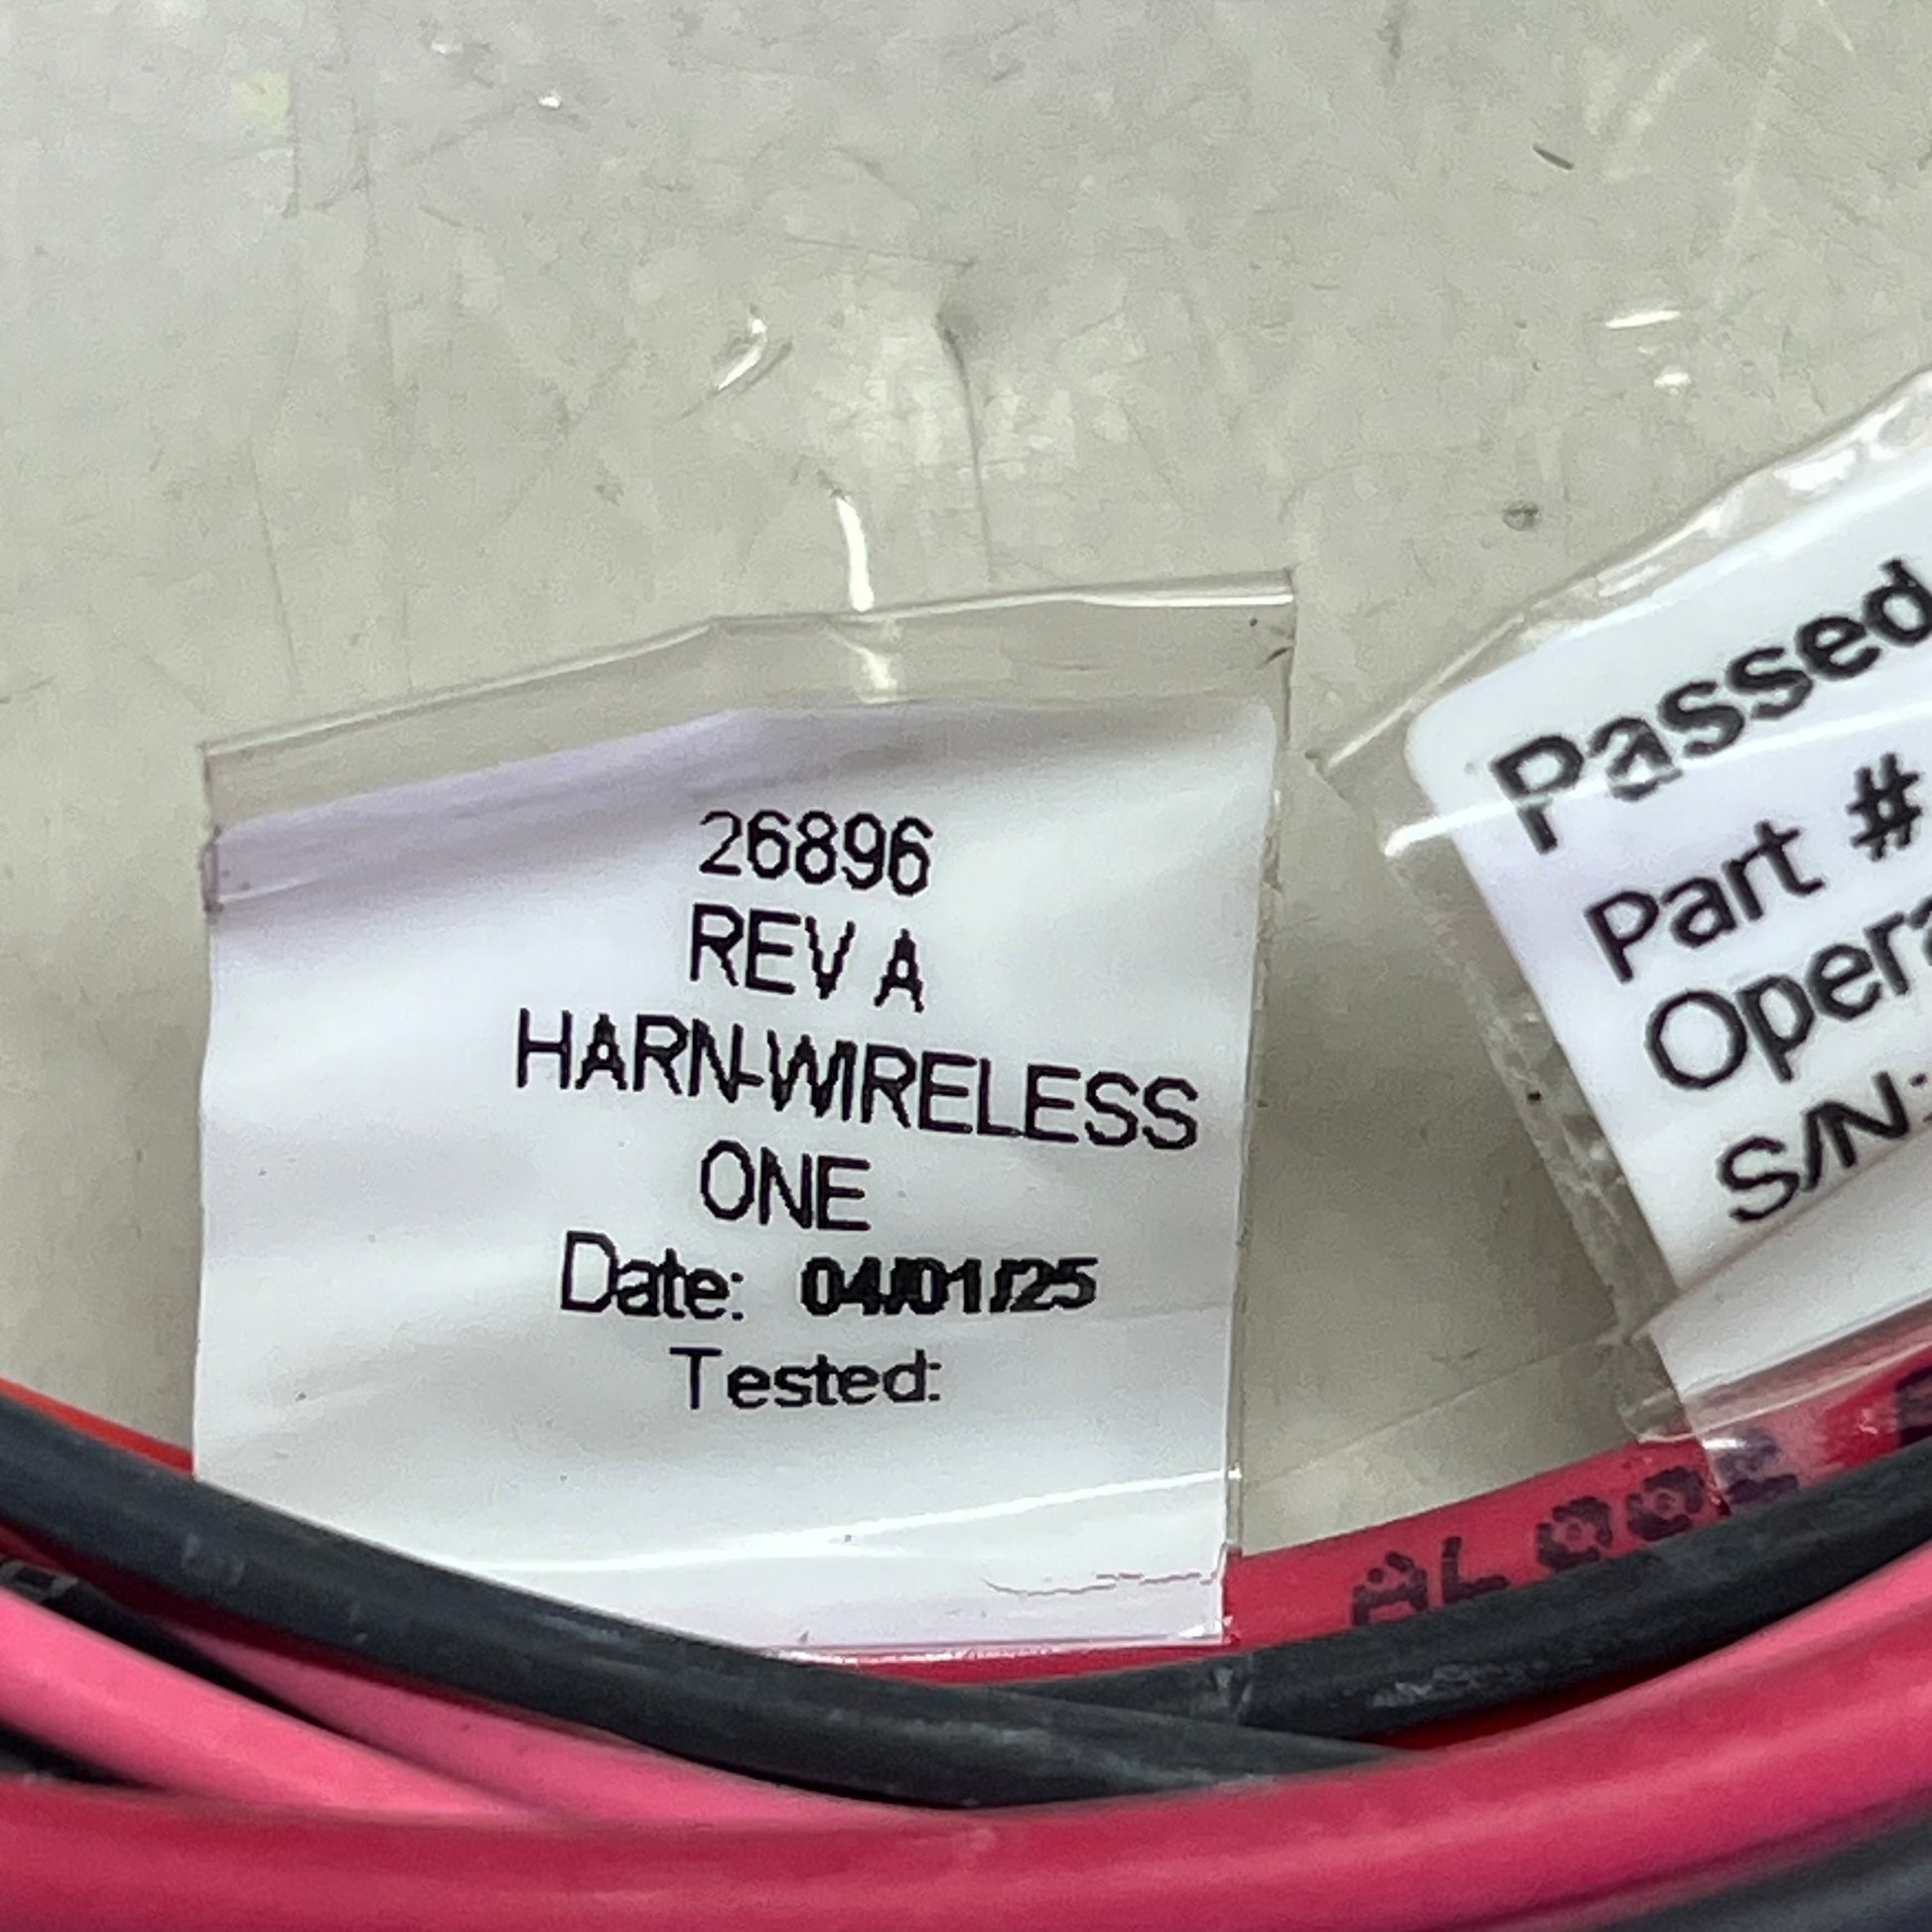 26896
REV A
HARN-WIRELESS
ONE
Date: 04/01/25
Tested:
Passed
Part #
S/N: